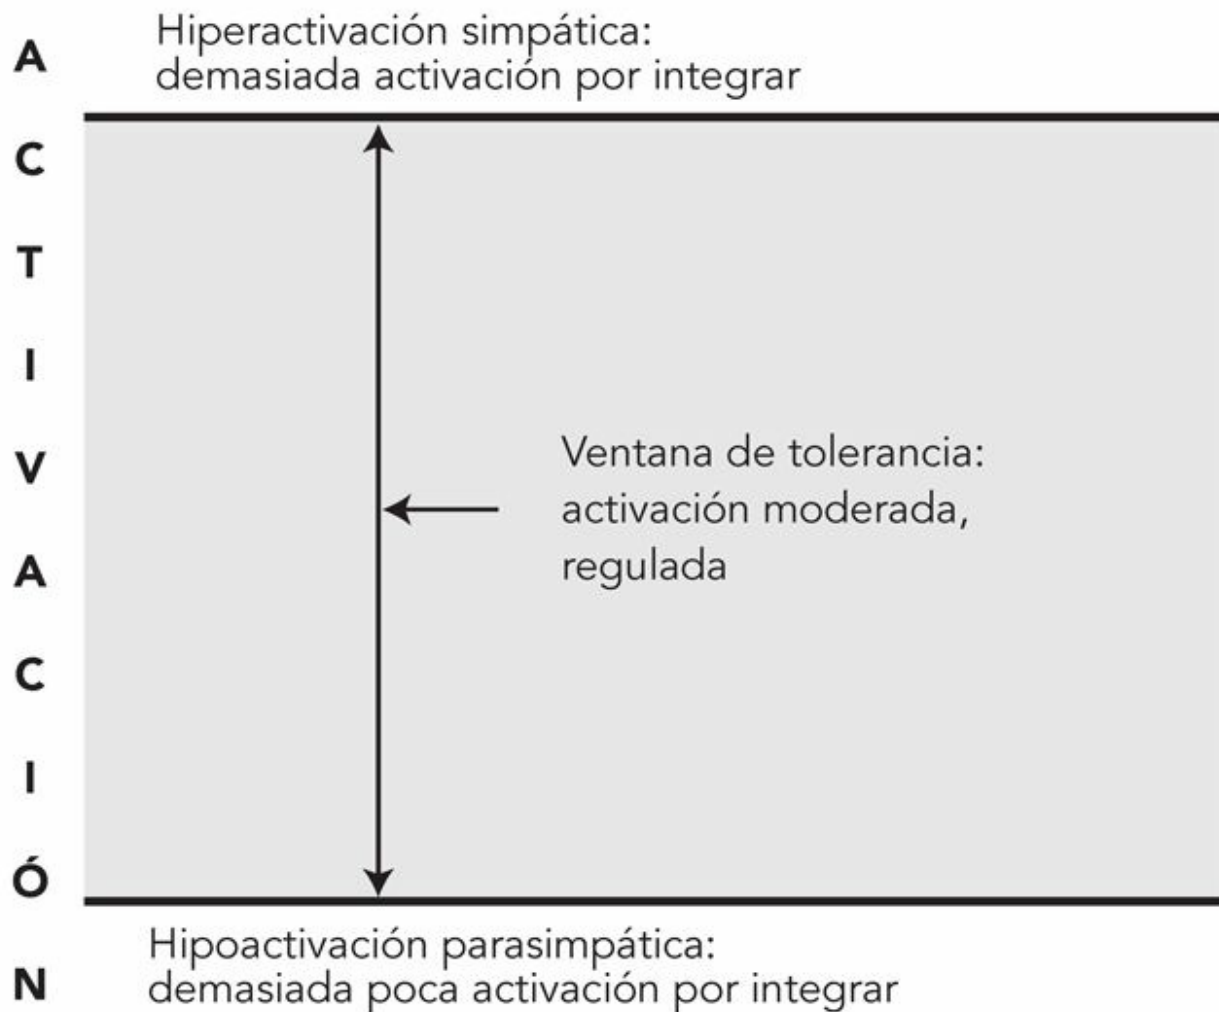 ACTIVACIÓN
Hiperactivación simpática:
demasiada activación por integrar
Ventana de tolerancia:
activación moderada,
regulada
Hipoactivación parasimpática:
demasiada poca activación por integrar